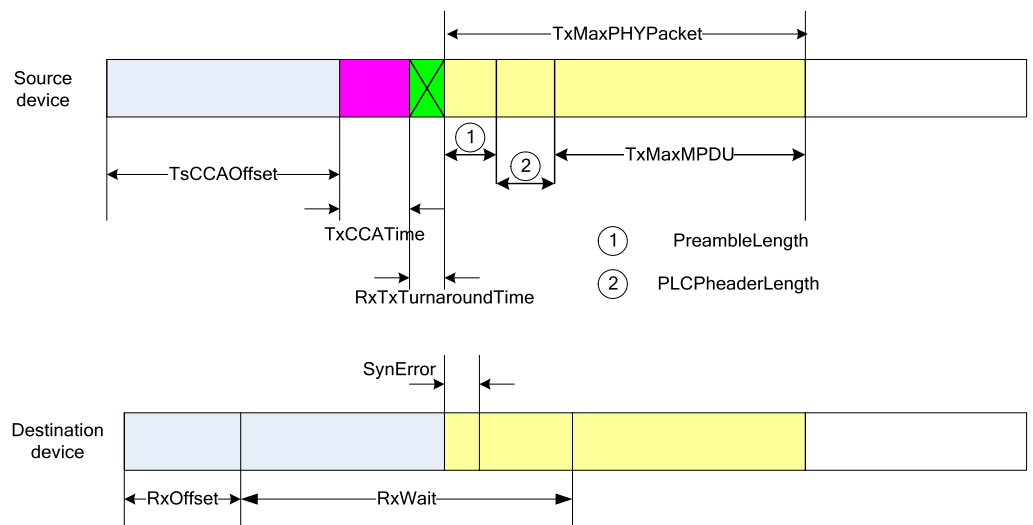 TxMaxPHYPacket
Source
device
1
2
TxMaxMPDU
TsCCAOffset
TxCCATime
1 PreambleLength
2 PLCPheaderLength
RxTxTurnaroundTime
SynError
Destination
device
RxOffset
RxWait